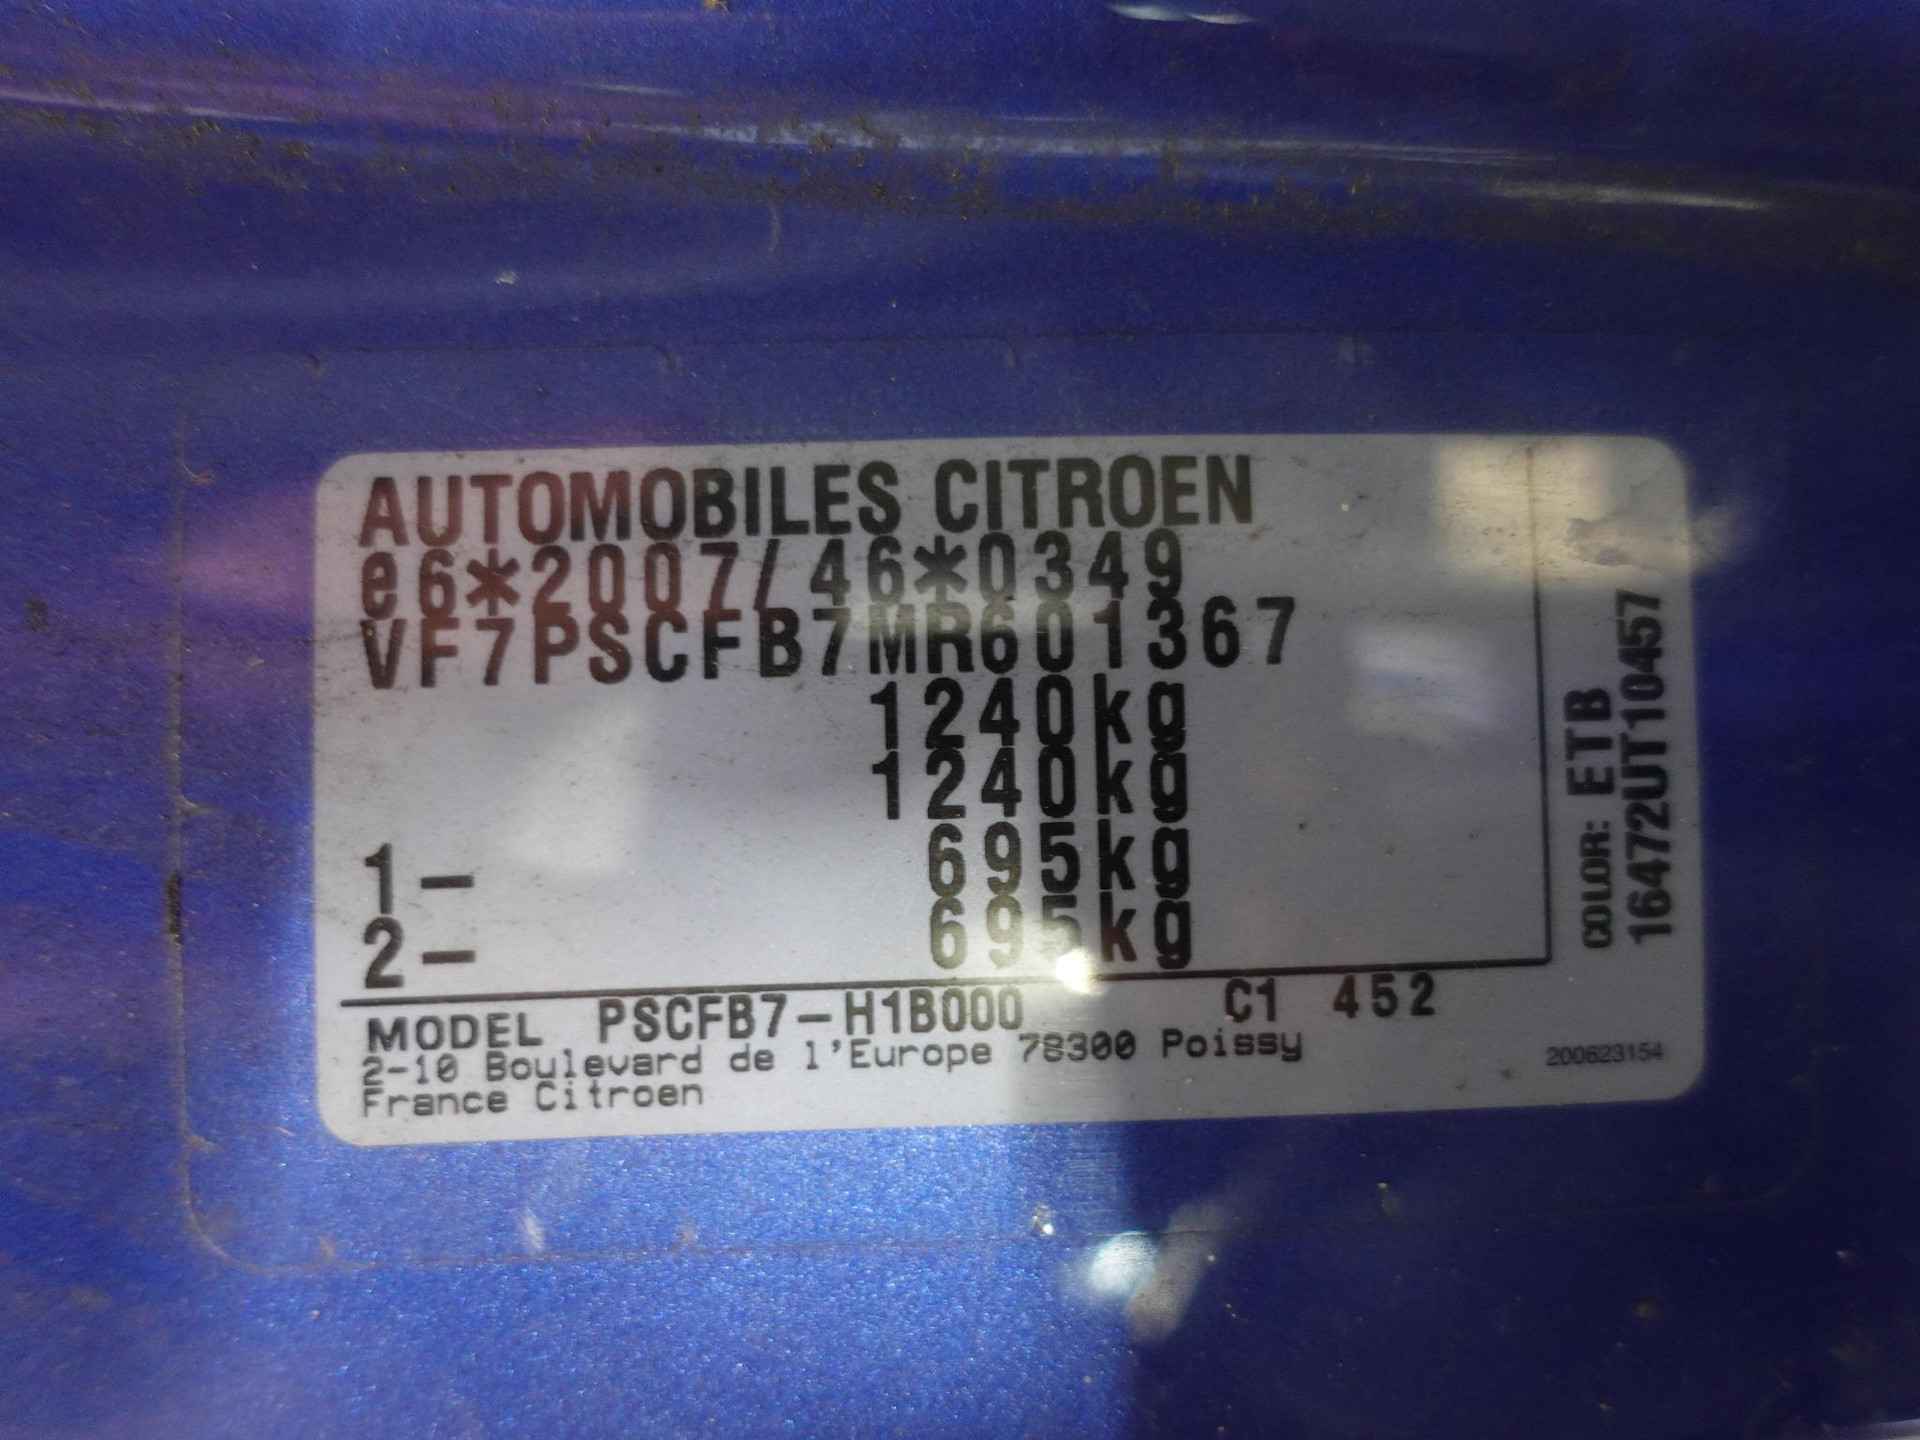 AUTOMOBILES CITROEN
e6*2007/46*0349
VF7PSCFB7MR601367
1240kg
1240kg
1- 695kg
2- 695kg
MODEL PSCFB7-H1B000 C1 452
2-10 Boulevard de l'Europe 78300 Poissy
France Citroen
200623154
COLOR: ETB
16472UT10457